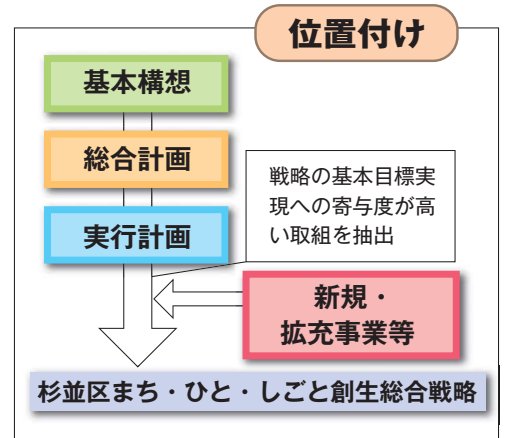 位置付け
基本構想
総合計画
実行計画
戦略の基本目標実
現への寄与度が高
い取組を抽出
新規・
拡充事業等
杉並区まち・ひと・しごと創生総合戦略